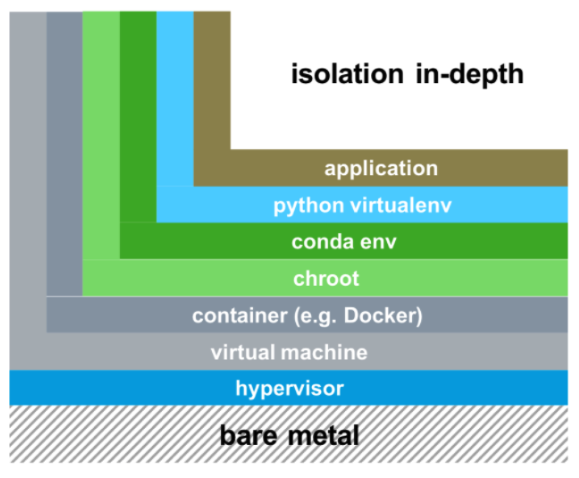 isolation in-depth
application
python virtualenv
conda env
chroot
container (e.g. Docker)
virtual machine
hypervisor
bare metal